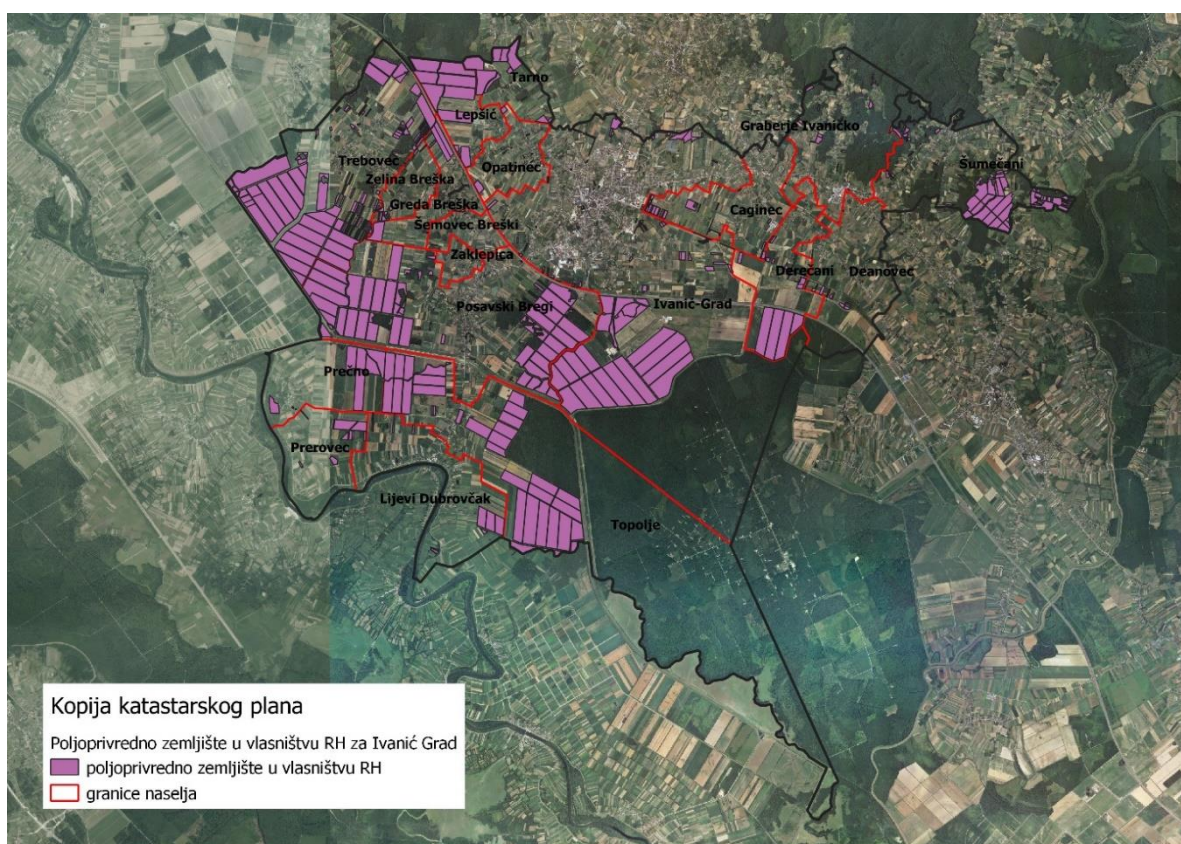 Tarno
Lepšić
Graberje Ivaničko
Trebovec
Opatinec
Šumećani
Zelina Breška
Greda Breška
Caginec
Šemovec Breški
Zaklepica
Derečani
Deanovec
Posavski Bregi
Ivanić-Grad
Prečno
Prerovec
Lijevi Dubrovčak
Topolje
Kopija katastarskog plana
Poljoprivredno zemljište u vlasništvu RH za Ivanić Grad
poljoprivredno zemljište u vlasništvu RH
granice naselja